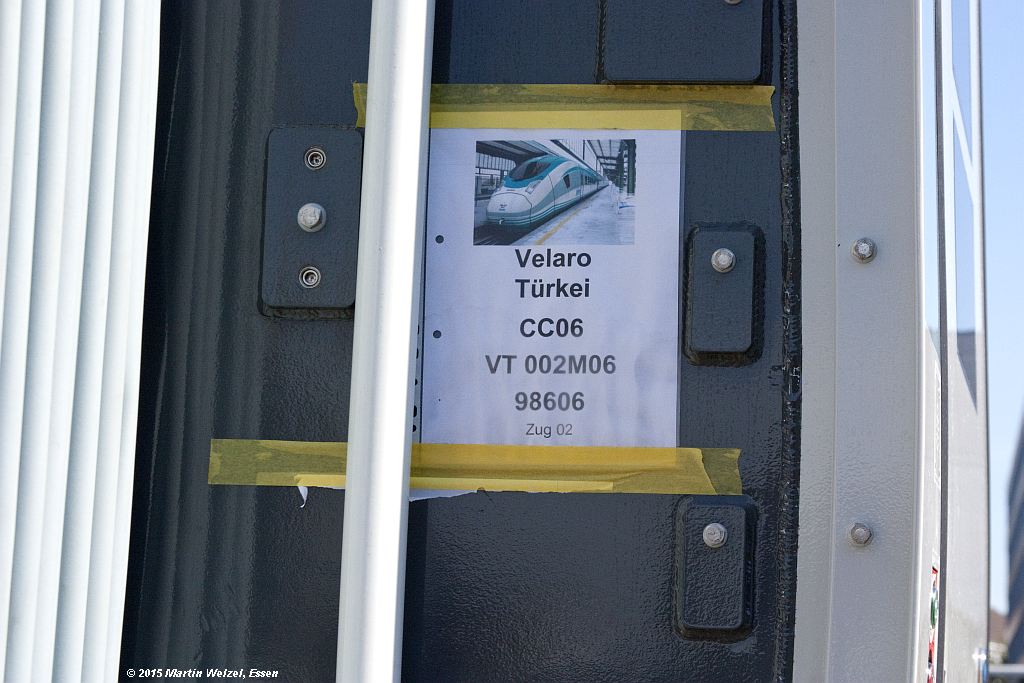 Velaro
Türkei
CC06
VT 002M06
98606
Zug 02
© 2015 Martin Welzel, Essen